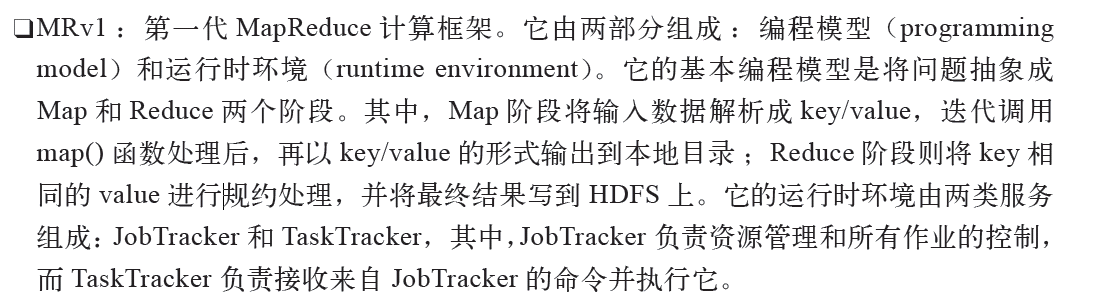 ❑MRv1：第一代 MapReduce 计算框架。它由两部分组成：编程模型（programming
model）和运行时环境（runtime environment）。它的基本编程模型是将问题抽象成
Map 和 Reduce 两个阶段。其中，Map 阶段将输入数据解析成 key/value，迭代调用
map() 函数处理后，再以 key/value 的形式输出到本地目录；Reduce 阶段则将 key 相
同的 value 进行规约处理，并将最终结果写到 HDFS 上。它的运行时环境由两类服务
组成：JobTracker 和 TaskTracker，其中，JobTracker 负责资源管理和所有作业的控制，
而 TaskTracker 负责接收来自 JobTracker 的命令并执行它。